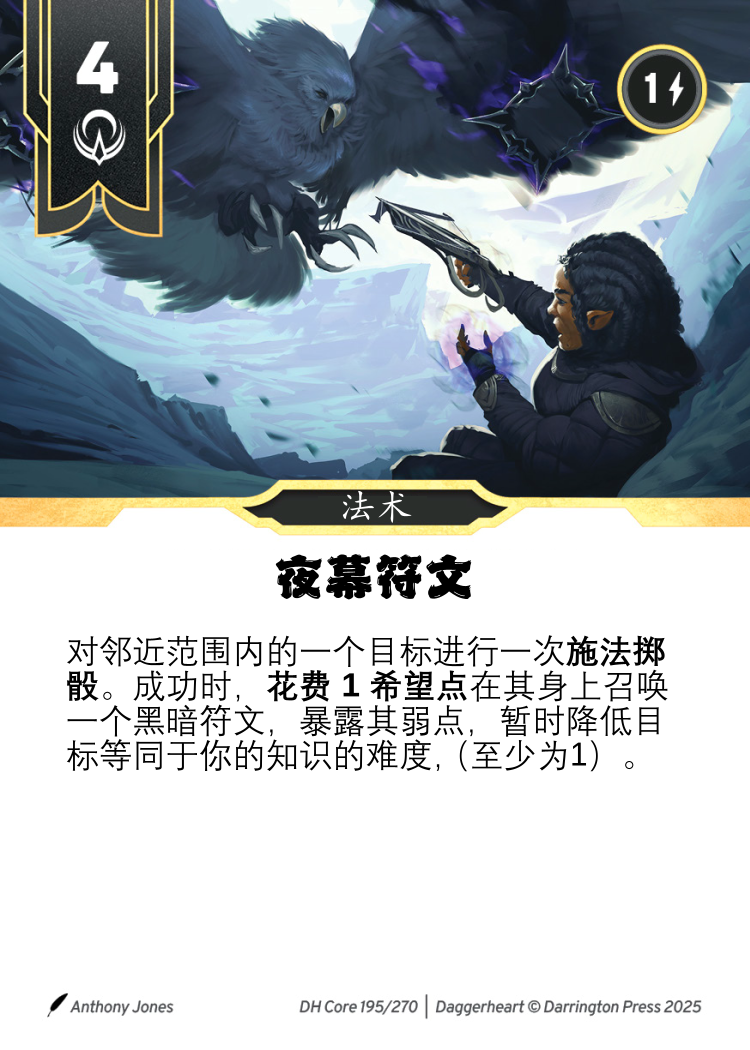 4
1
法术
夜幕符文
对邻近范围内的一个目标进行一次施法掷
骰。成功时，花费 1 希望点在其身上召唤
一个黑暗符文，暴露其弱点，暂时降低目
标等同于你的知识的难度,（至少为1）。
Anthony Jones
DH Core 195/270 | Daggerheart © Darrington Press 2025